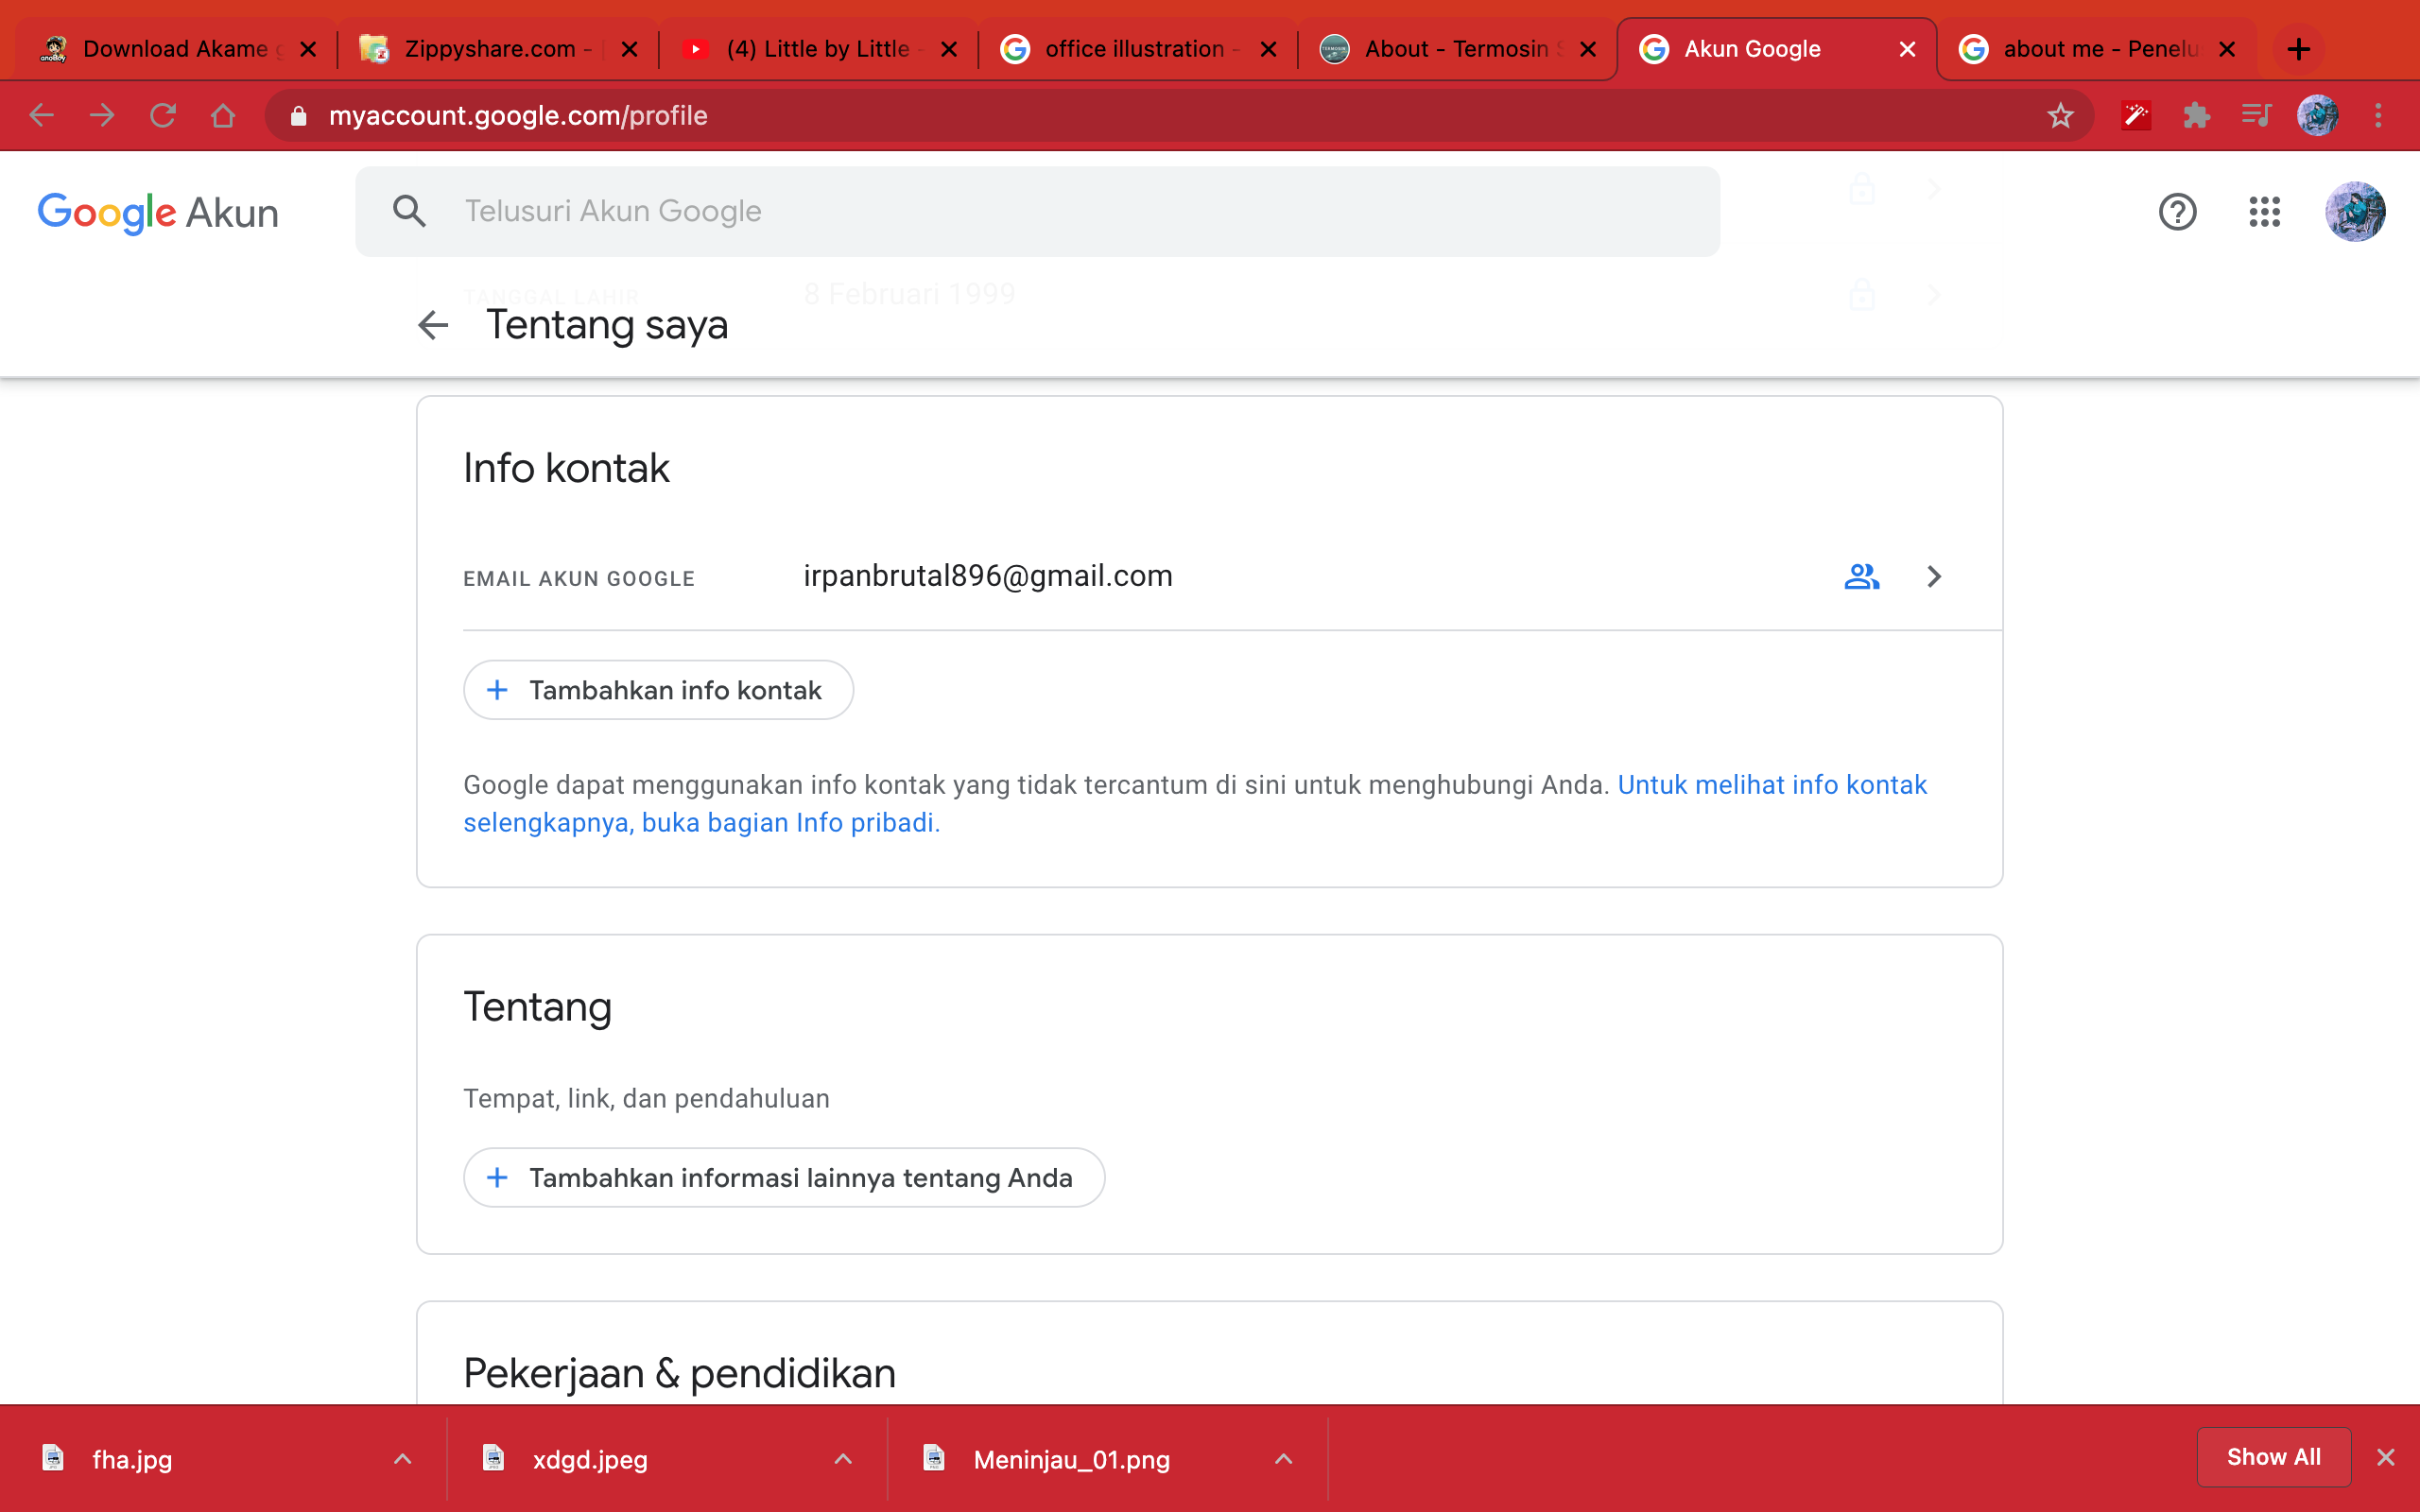 Download Akame g
Zippyshare.com -
(4) Little by Little -
office illustration -
About - Termosin S
Akun Google
about me - Penelu
myaccount.google.com/profile
Google Akun
Telusuri Akun Google
TANGGAL LAHIR 8 Februari 1999
Tentang saya
Info kontak
EMAIL AKUN GOOGLE irpanbrutal896@gmail.com
Tambahkan info kontak
Google dapat menggunakan info kontak yang tidak tercantum di sini untuk menghubungi Anda. Untuk melihat info kontak
selengkapnya, buka bagian Info pribadi.
Tentang
Tempat, link, dan pendahuluan
Tambahkan informasi lainnya tentang Anda
Pekerjaan & pendidikan
fha.jpg
xdgd.jpeg
Meninjau_01.png
Show All